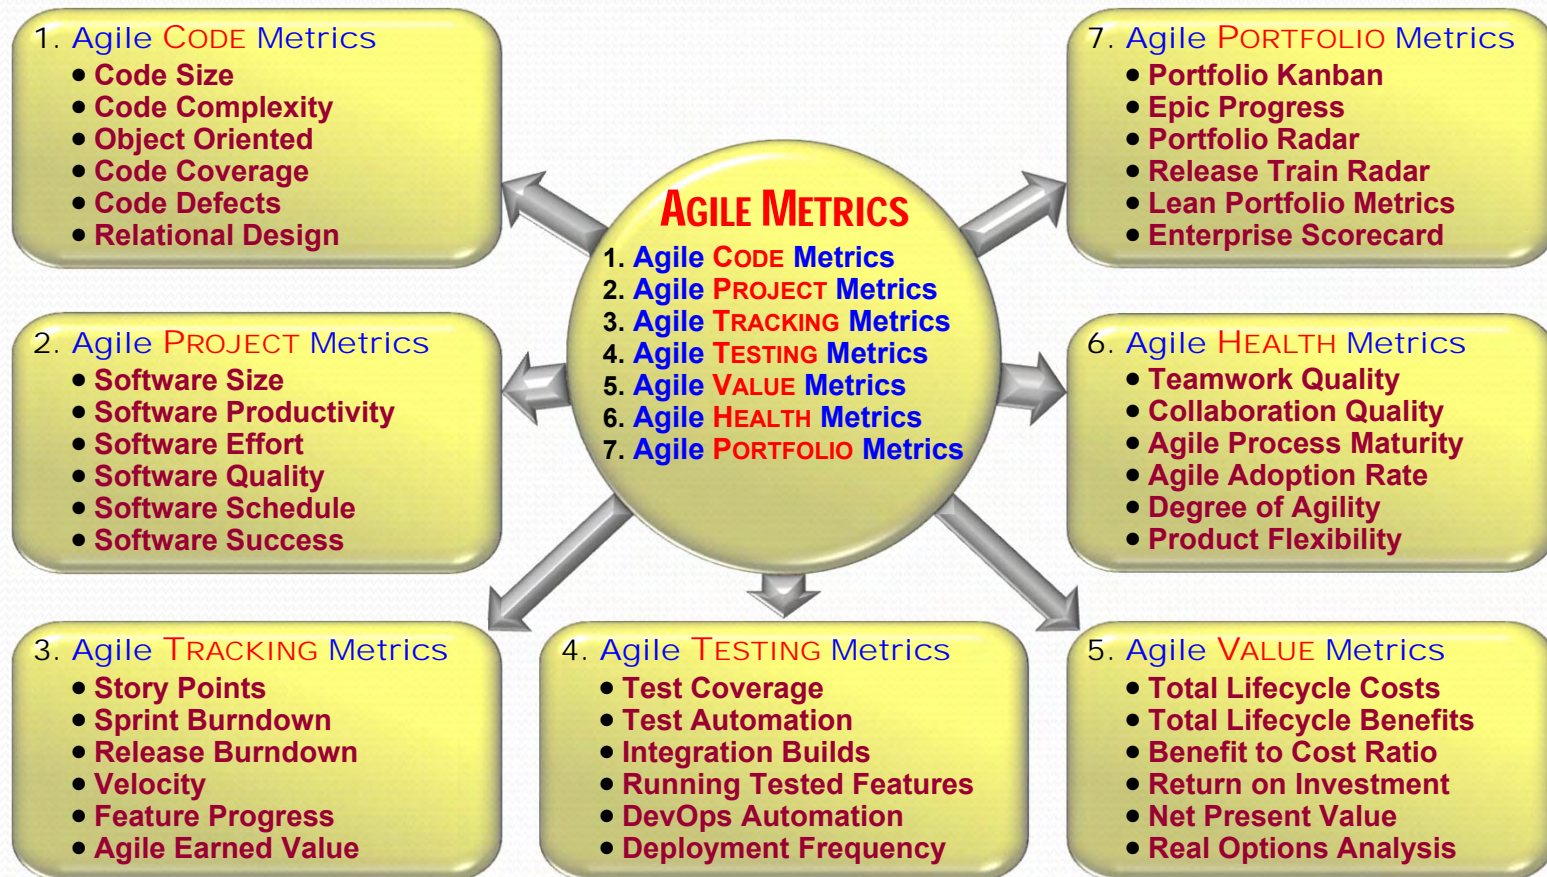 1. Agile CODE Metrics
• Code Size
• Code Complexity
• Object Oriented
• Code Coverage
• Code Defects
• Relational Design
2. Agile PROJECT Metrics
• Software Size
• Software Productivity
• Software Effort
• Software Quality
• Software Schedule
• Software Success
3. Agile TRACKING Metrics
• Story Points
• Sprint Burndown
• Release Burndown
• Velocity
• Feature Progress
• Agile Earned Value
AGILE METRICS
1. Agile CODE Metrics
2. Agile PROJECT Metrics
3. Agile TRACKING Metrics
4. Agile TESTING Metrics
5. Agile VALUE Metrics
6. Agile HEALTH Metrics
7. Agile PORTFOLIO Metrics
4. Agile TESTING Metrics
• Test Coverage
• Test Automation
• Integration Builds
• Running Tested Features
• DevOps Automation
• Deployment Frequency
7. Agile PORTFOLIO Metrics
• Portfolio Kanban
• Epic Progress
• Portfolio Radar
• Release Train Radar
• Lean Portfolio Metrics
• Enterprise Scorecard
6. Agile HEALTH Metrics
• Teamwork Quality
• Collaboration Quality
• Agile Process Maturity
• Agile Adoption Rate
• Degree of Agility
• Product Flexibility
5. Agile VALUE Metrics
• Total Lifecycle Costs
• Total Lifecycle Benefits
• Benefit to Cost Ratio
• Return on Investment
• Net Present Value
• Real Options Analysis